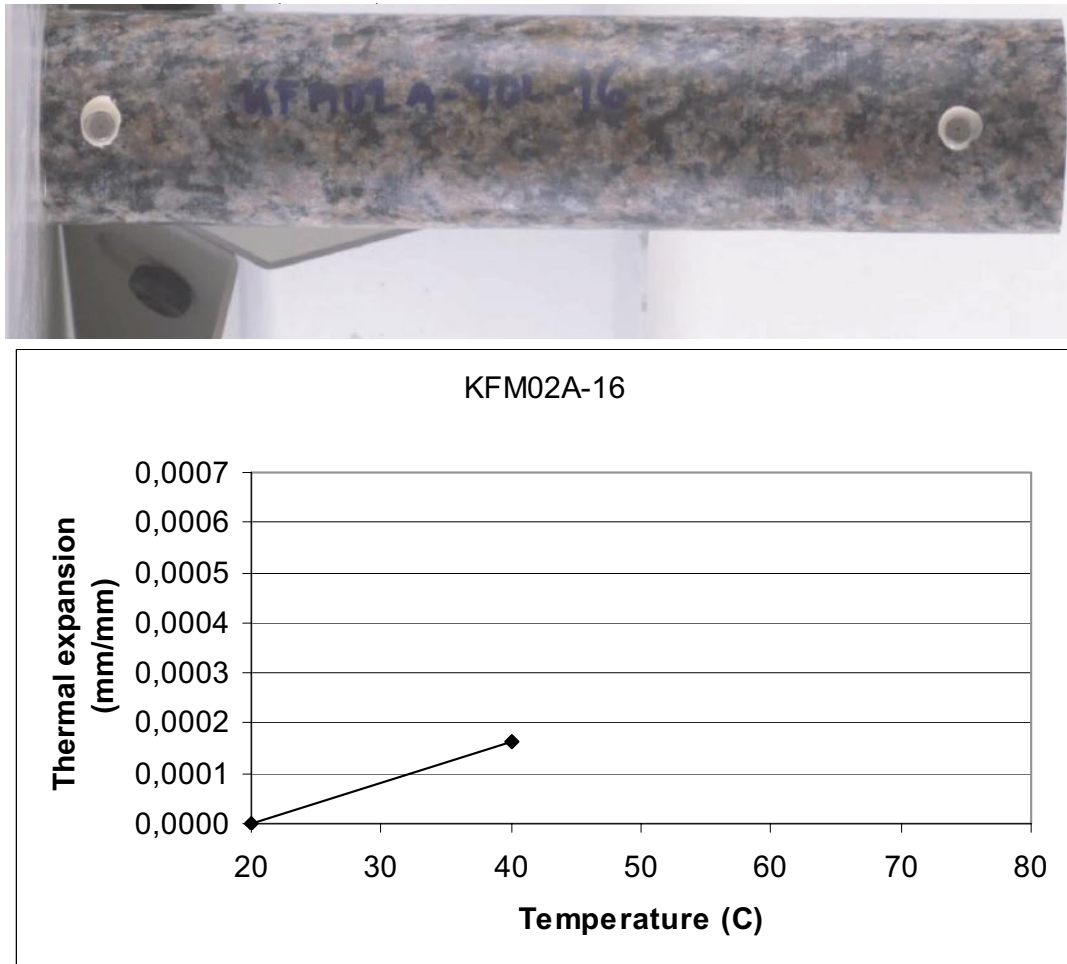 KFM02A-90L-16
KFM02A-16
Thermal expansion
(mm/mm)
0,0007
0,0006
0,0005
0,0004
0,0003
0,0002
0,0001
0,0000
20 30 40 50 60 70 80
Temperature (C)